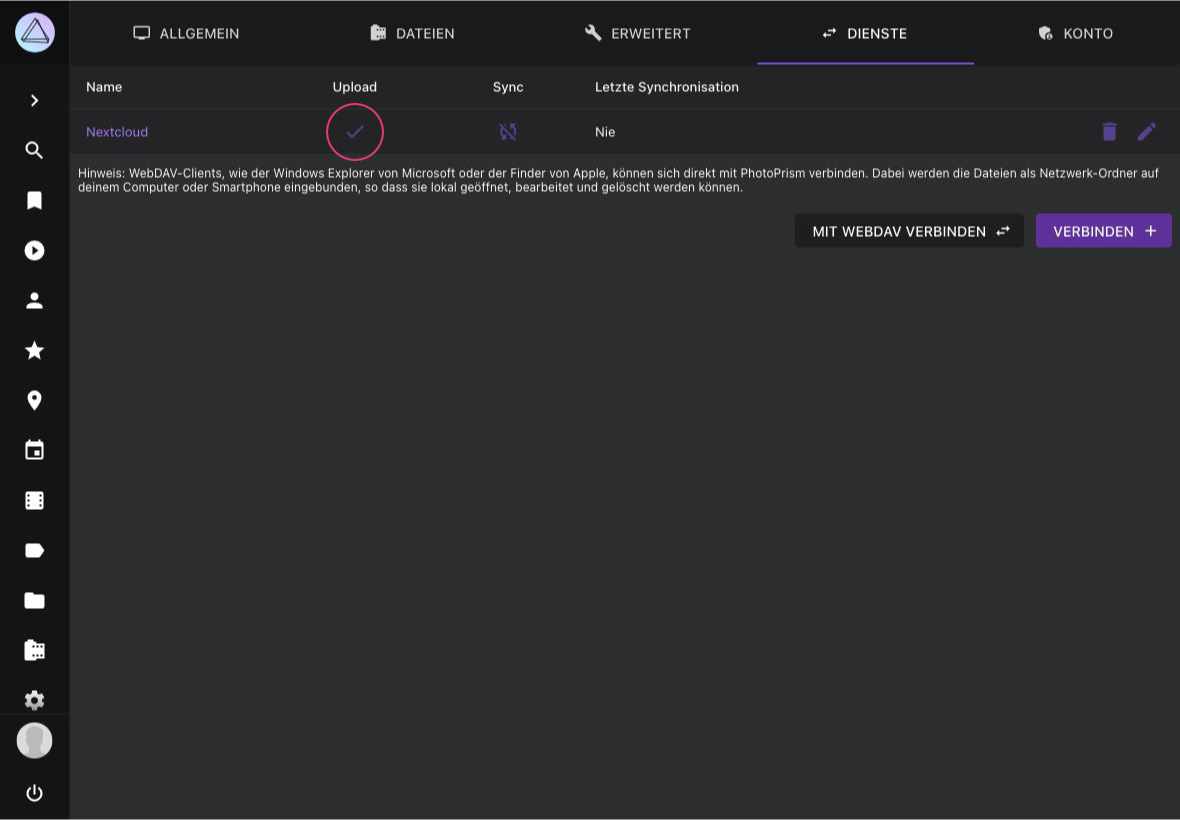 ALLGEMEIN
DATEIEN
ERWEITERT
DIENSTE
KONTO
Name
Upload
Sync
Letzte Synchronisation
Nextcloud
Nie
Hinweis: WebDAV-Clients, wie der Windows Explorer von Microsoft oder der Finder von Apple, können sich direkt mit PhotoPrism verbinden. Dabei werden die Dateien als Netzwerk-Ordner auf
deinem Computer oder Smartphone eingebunden, so dass sie lokal geöffnet, bearbeitet und gelöscht werden können.
MIT WEBDAV VERBINDEN
VERBINDEN